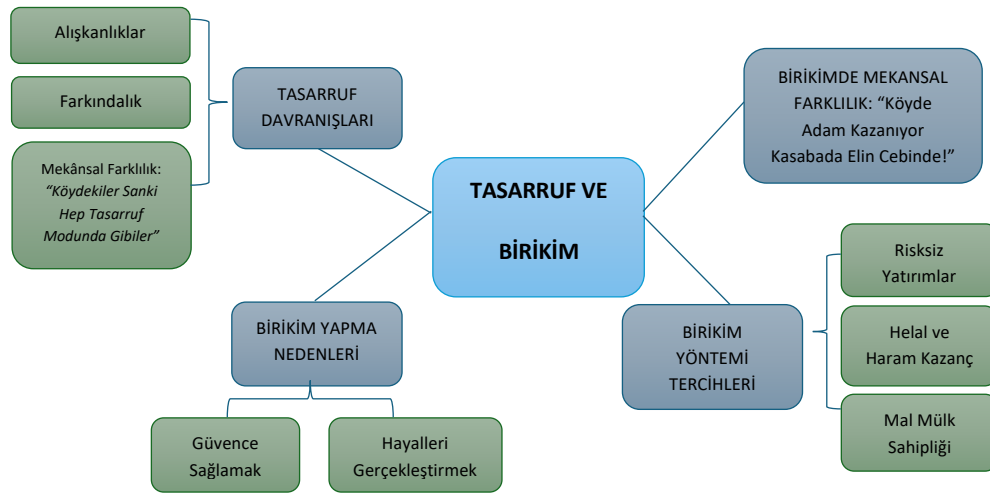 Alışkanlıklar
Farkındalık
Mekânsal Farklılık:
“Köydekiler Sanki
Hep Tasarruf
Modunda Gibiler”
TASARRUF
DAVRANIŞLARI
BİRİKİMDE MEKANSAL
FARKLILIK: “Köyde
Adam Kazanıyor
Kasabada Elin Cebinde!”
TASARRUF VE
BİRİKİM
BİRİKİM YAPMA
NEDENLERİ
Güvence
Sağlamak
Hayalleri
Gerçekleştirmek
BİRİKİM
YÖNTEMİ
TERCİHLERİ
Risksiz
Yatırımlar
Helal ve
Haram Kazanç
Mal Mülk
Sahipliği